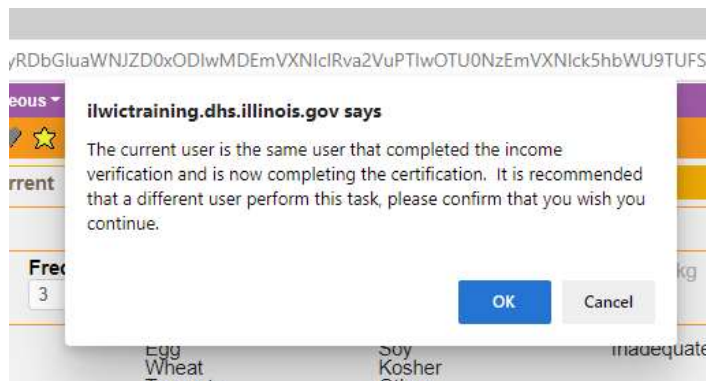 eous
ilwictraining.dhs.illinois.gov says
The current user is the same user that completed the income
verification and is now completing the certification.  It is recommended
that a different user perform this task, please confirm that you wish you
continue.
rrent
Freq
kg
3
OK Cancel
Egg Soy Inadequate
Wheat Kosher